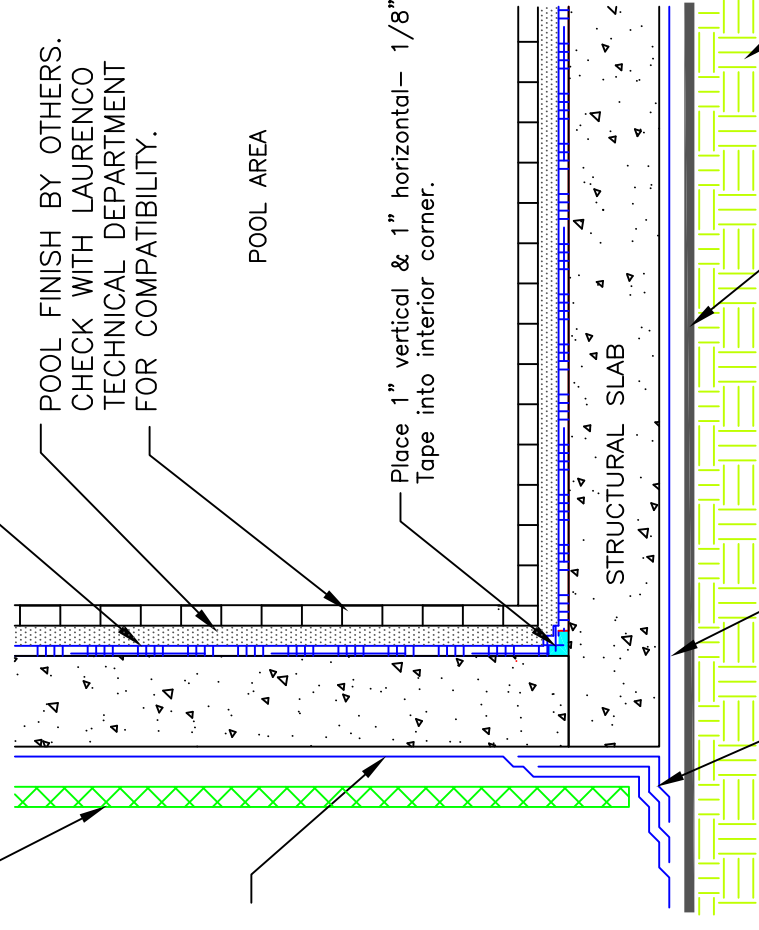 POOL FINISH BY OTHERS.
CHECK WITH LAURENCO
TECHNICAL DEPARTMENT
FOR COMPATIBILITY.
POOL AREA
Place 1" vertical & 1" horizontal– 1/8"
Tape into interior corner.
STRUCTURAL SLAB